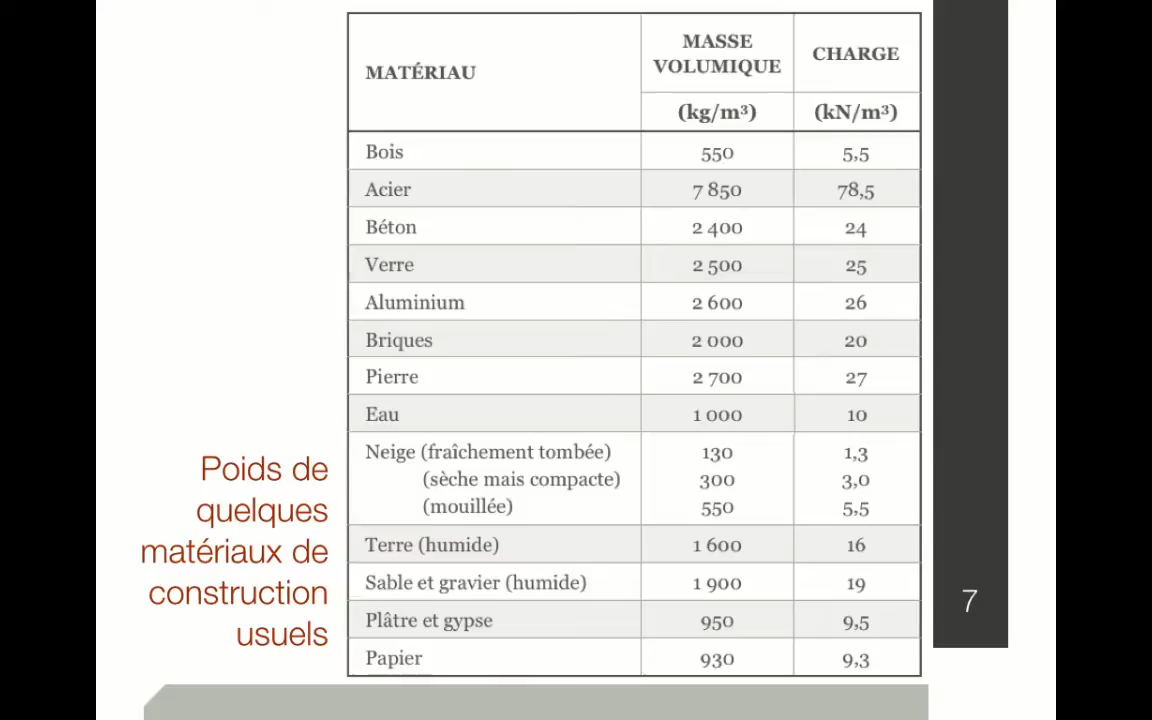 MATÉRIAU
MASSE
VOLUMIQUE
CHARGE
(kg/m³)
(kN/m³)
Bois 550 5,5
Acier 7 850 78,5
Béton 2 400 24
Verre 2 500 25
Aluminium 2 600 26
Briques 2 000 20
Pierre 2 700 27
Eau 1 000 10
Neige (fraîchement tombée) 130 1,3
(sèche mais compacte) 300 3,0
(mouillée) 550 5,5
Terre (humide) 1 600 16
Sable et gravier (humide) 1 900 19
Plâtre et gypse 950 9,5
Papier 930 9,3
Poids de
quelques
matériaux de
construction
usuels
7